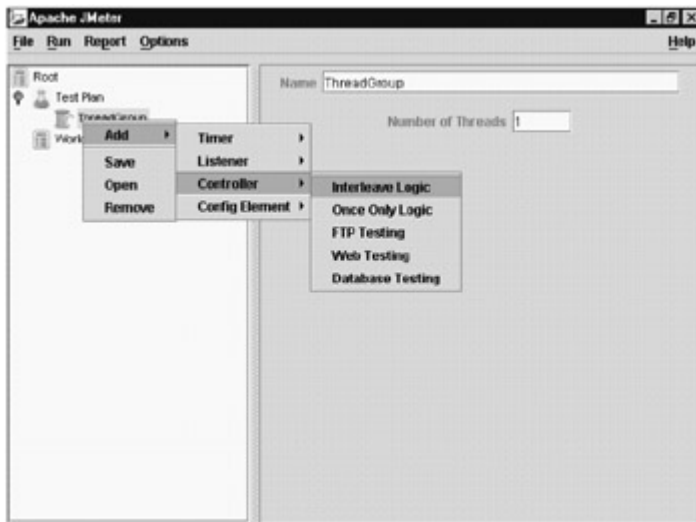 Apache JMeter
File Run Report Options Help
Root
Name ThreadGroup
Test Plan
ThreadGroup
Number of Threads 1
Add
Timer
Save
Listener
Open
Controller
Interleave Logic
Remove
Config Element
Once Only Logic
FTP Testing
Web Testing
Database Testing